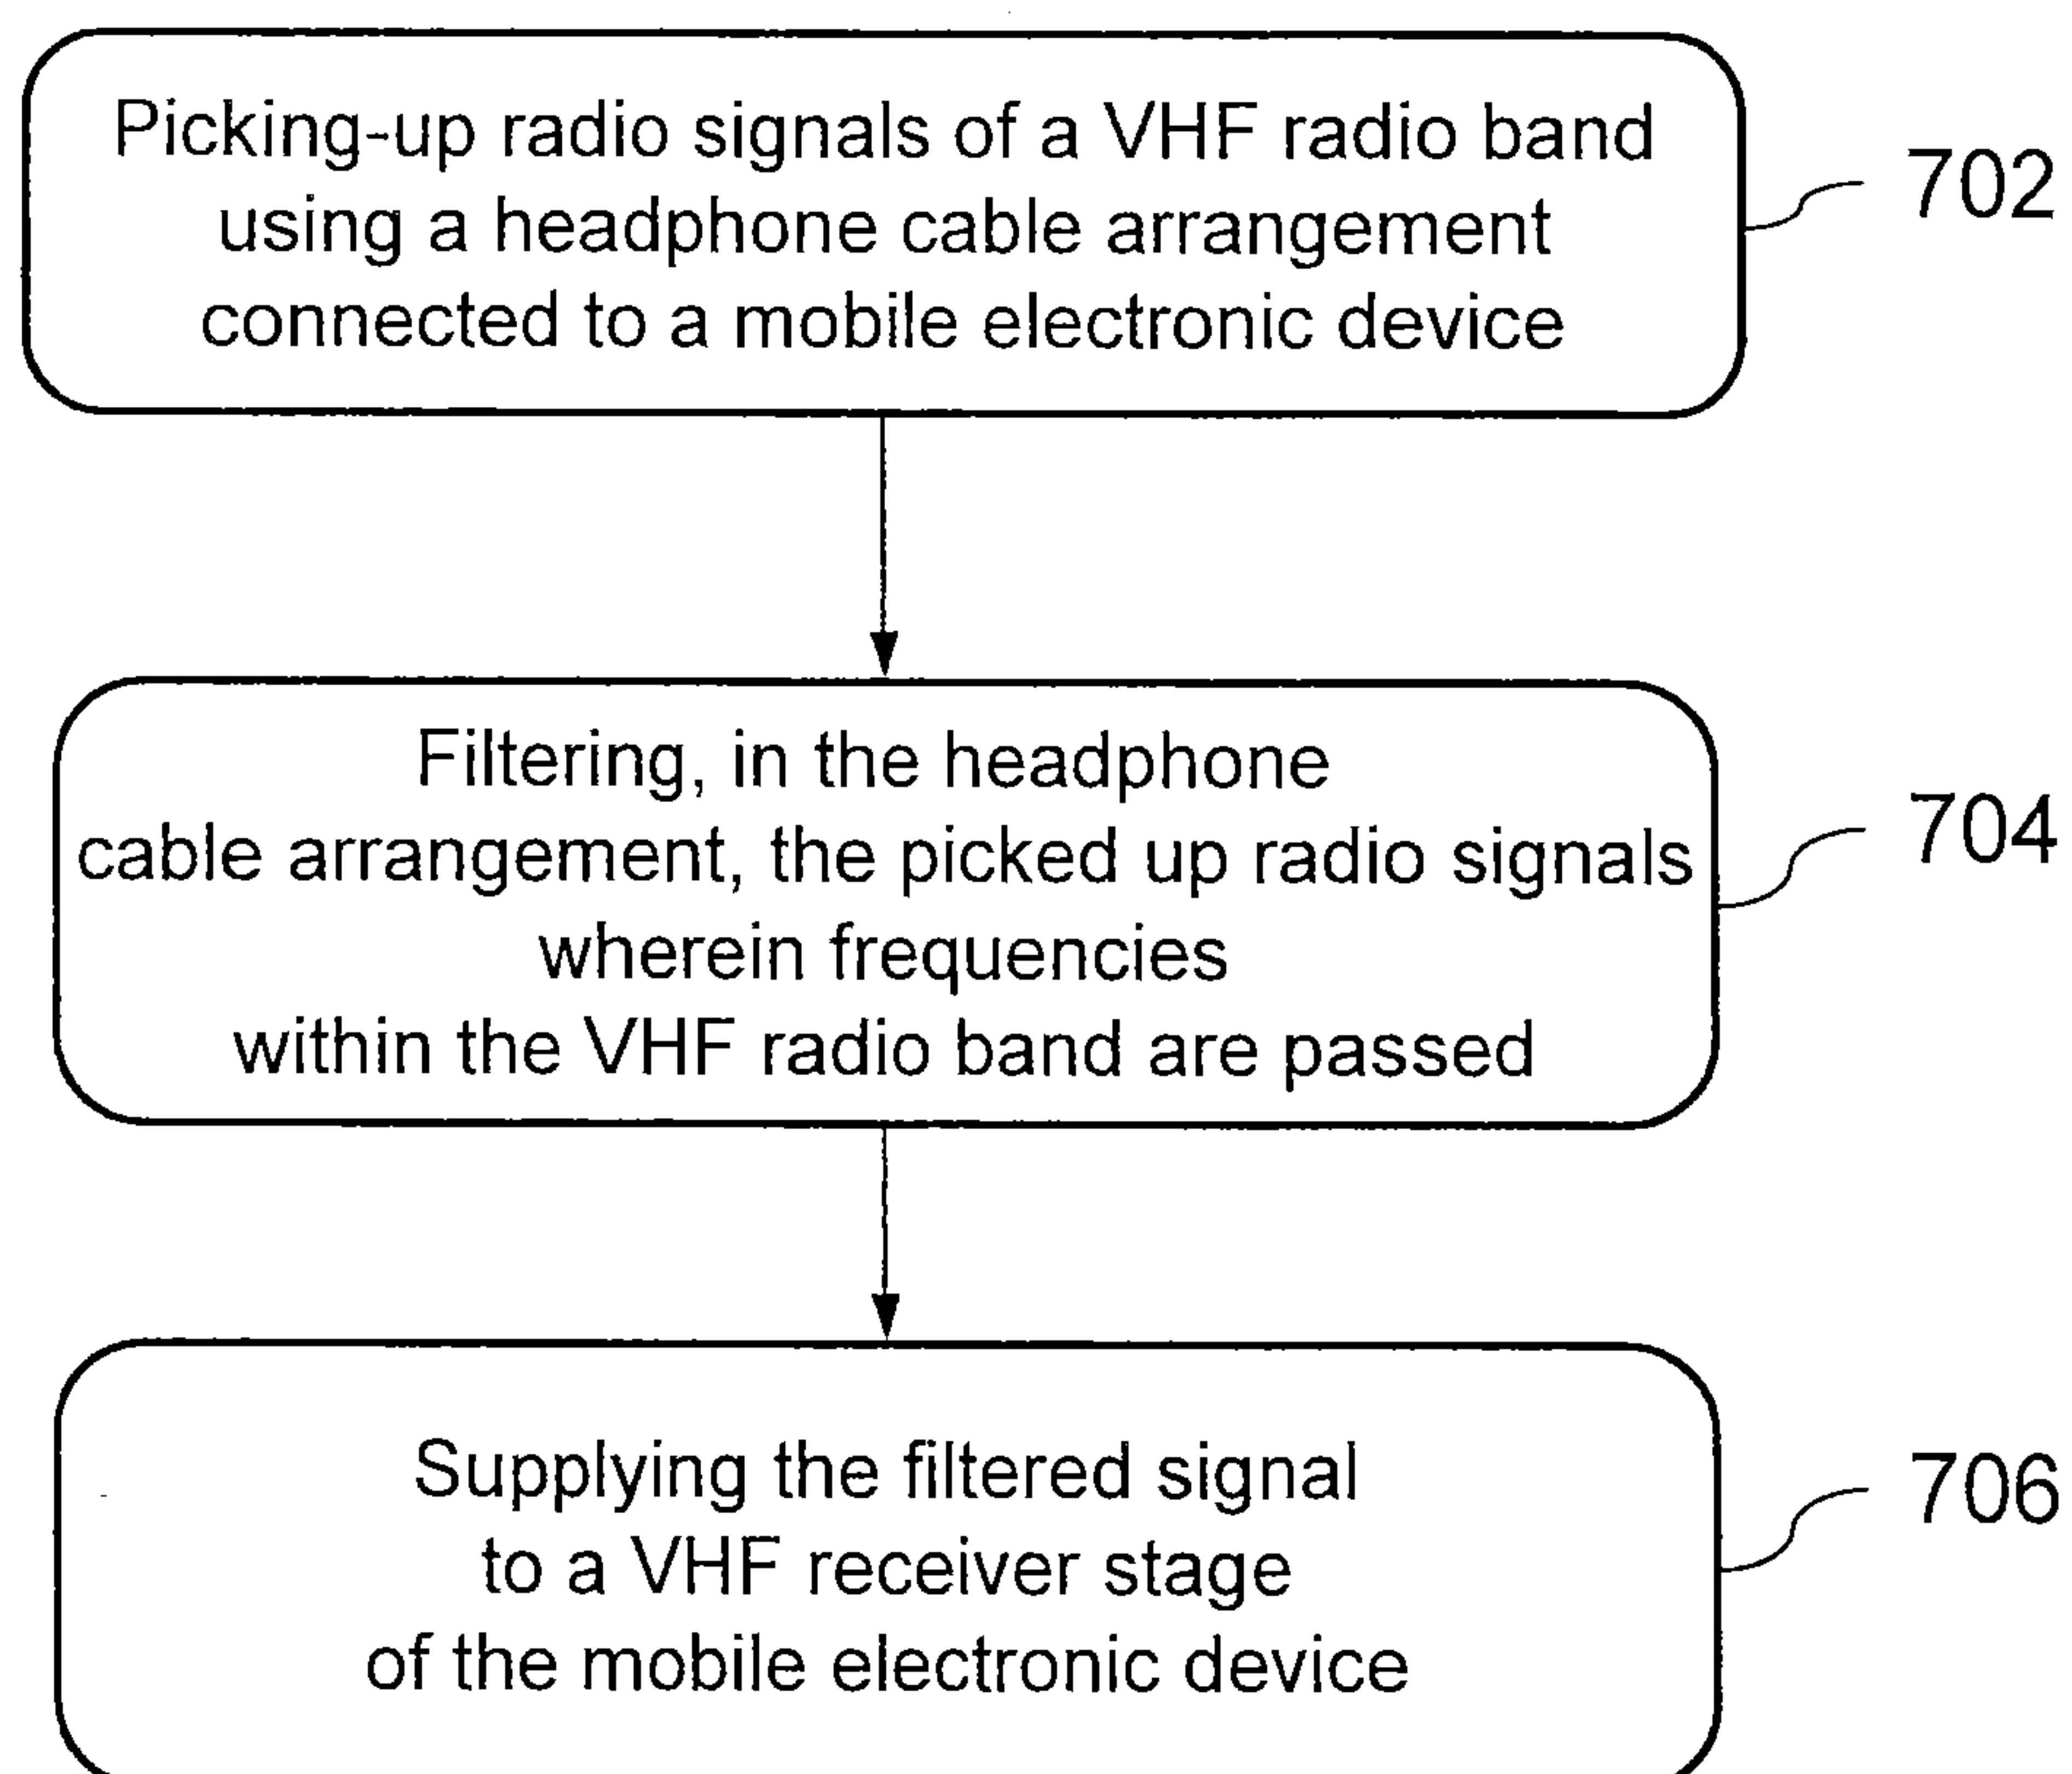 Picking-up radio signals of a VHF radio band
using a headphone cable arrangement
connected to a mobile electronic device
702
Filtering, in the headphone
cable arrangement, the picked up radio signals
wherein frequencies
within the VHF radio band are passed
704
Supplying the filtered signal
to a VHF receiver stage
of the mobile electronic device
706